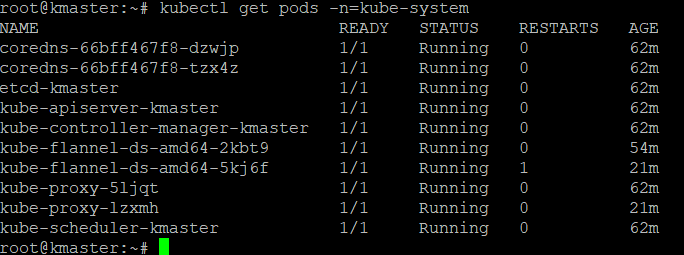 root@kmaster:~# kubectl get pods -n=kube-system
NAME READY STATUS RESTARTS AGE
coredns-66bff467f8-dzwjp 1/1 Running 0 62m
coredns-66bff467f8-tzx4z 1/1 Running 0 62m
etcd-kmaster 1/1 Running 0 62m
kube-apiserver-kmaster 1/1 Running 0 62m
kube-controller-manager-kmaster 1/1 Running 0 62m
kube-flannel-ds-amd64-2kbt9 1/1 Running 0 54m
kube-flannel-ds-amd64-5kj6f 1/1 Running 1 21m
kube-proxy-5ljqt 1/1 Running 0 62m
kube-proxy-lzxmh 1/1 Running 0 21m
kube-scheduler-kmaster 1/1 Running 0 62m
root@kmaster:~#